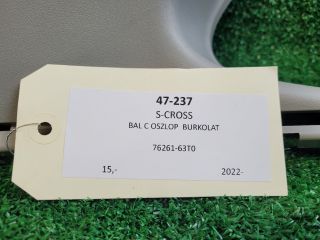 47-237
S-CROSS
BAL C OSZLOP BURKOLAT
76261-63T0
15,- 2022-